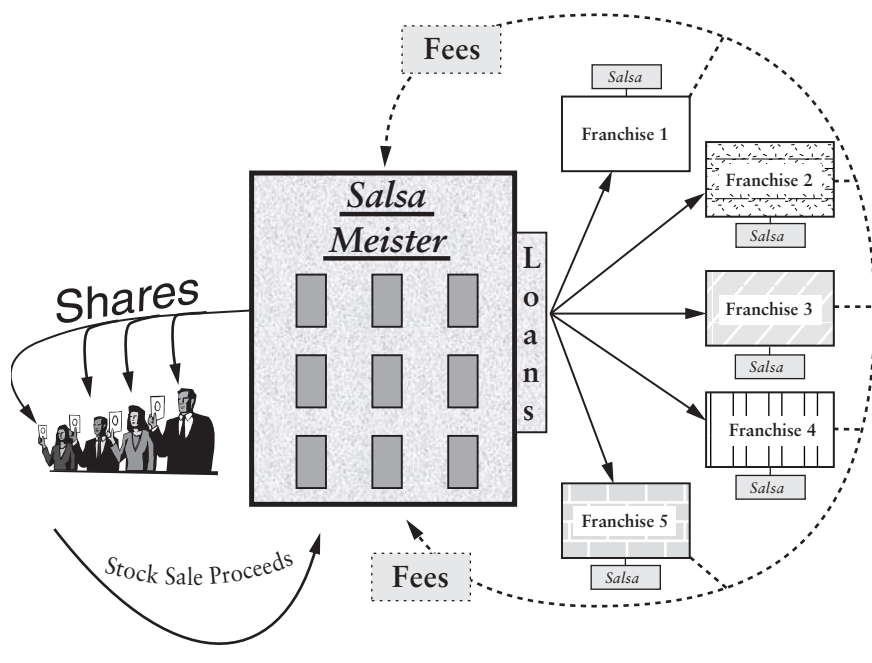 Fees
Salsa
Franchise 1
Franchise 2
Salsa
Salsa
Meister
Loans
Shares
Franchise 3
Salsa
Franchise 4
Salsa
Franchise 5
Salsa
Stock Sale Proceeds
Fees